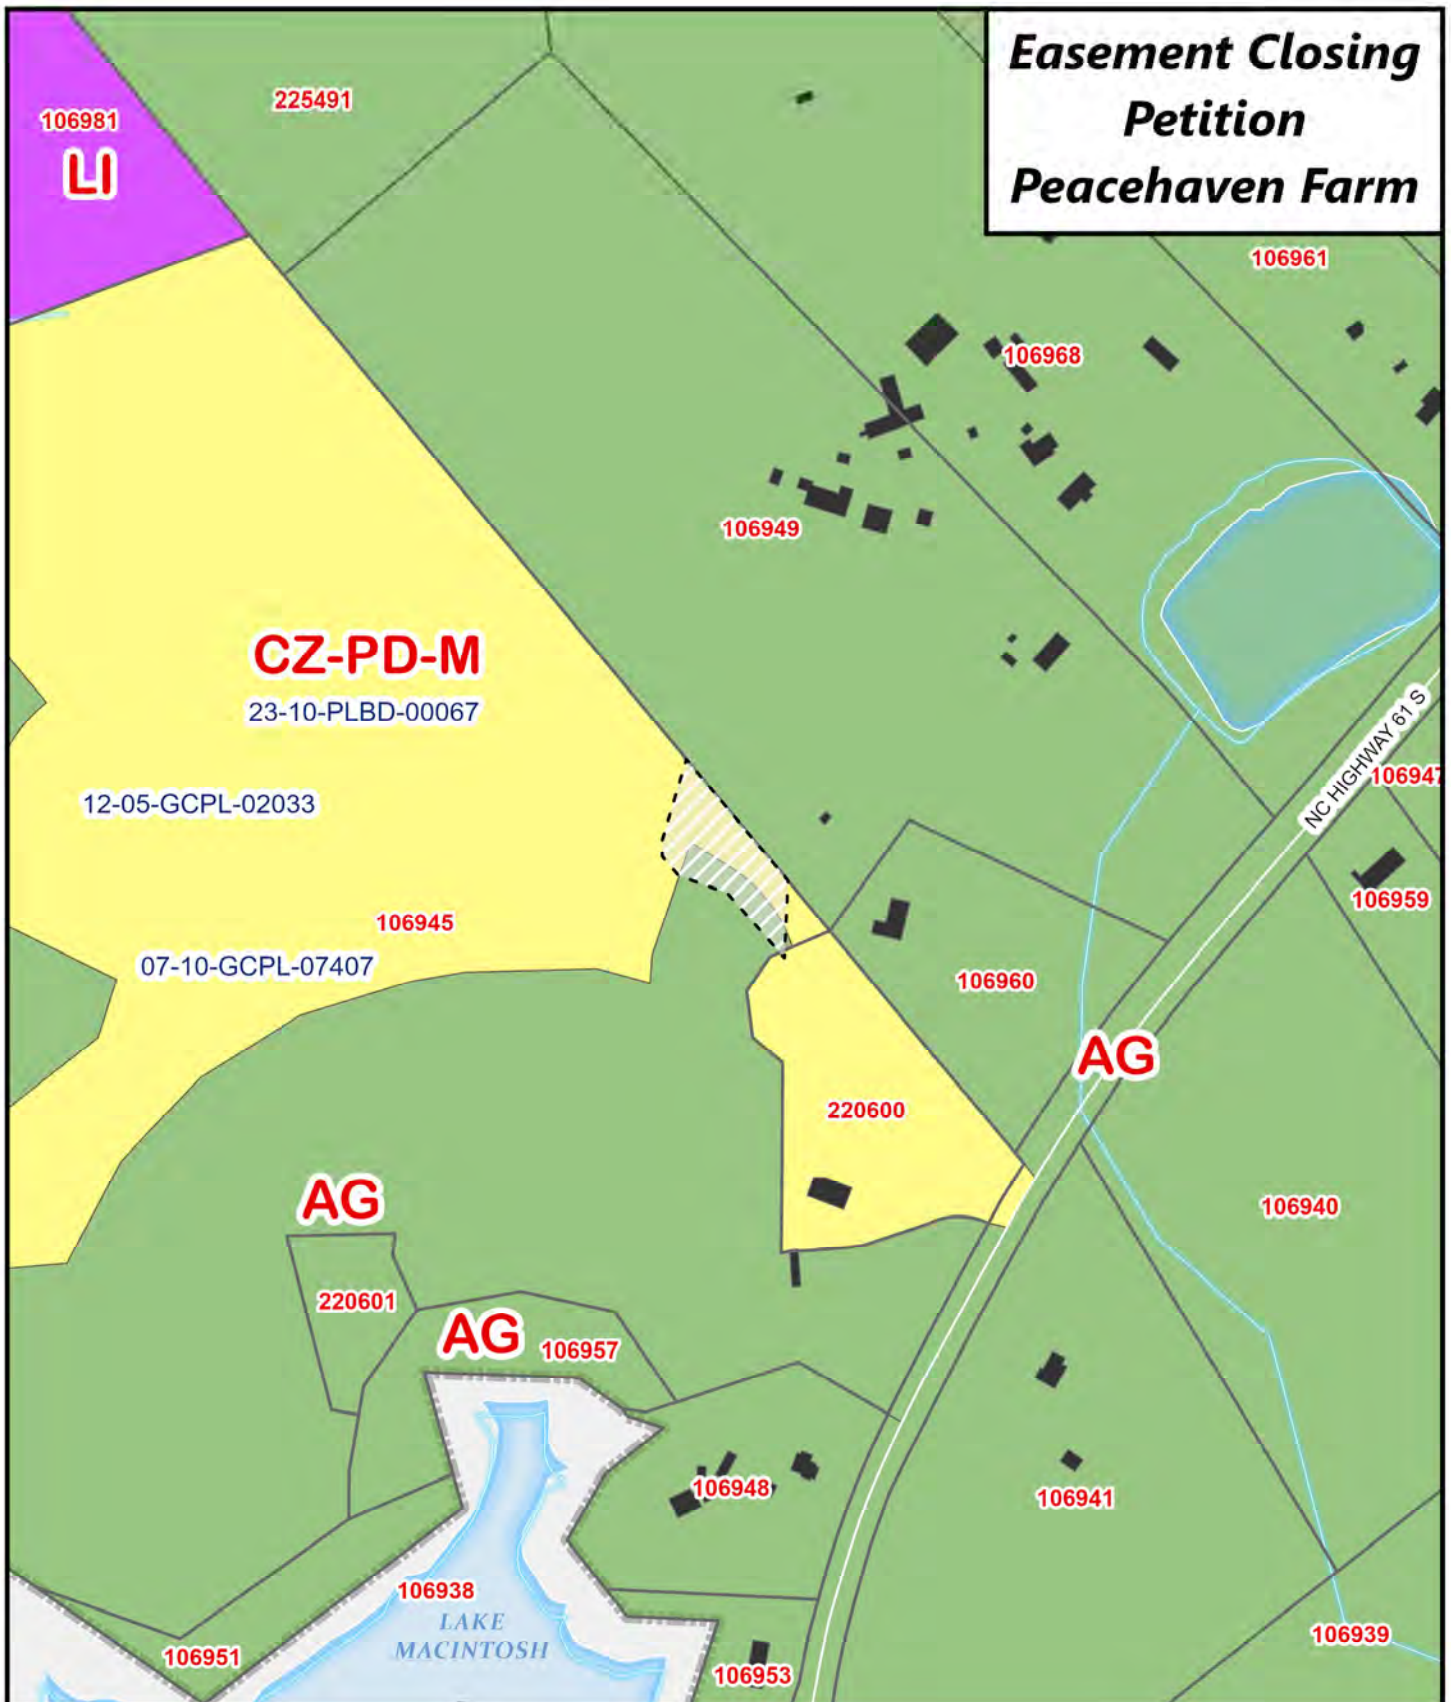 Easement Closing
Petition
Peacehaven Farm
225491
106981
LI
106961
106968
106949
CZ-PD-M
23-10-PLBD-00067
NC HIGHWAY 61 S
106947
12-05-GCPL-02033
106959
106945
07-10-GCPL-07407
106960
AG
220600
AG
106940
220601
AG
106957
106948
106941
106938
LAKE
MACINTOSH
106939
106951
106953